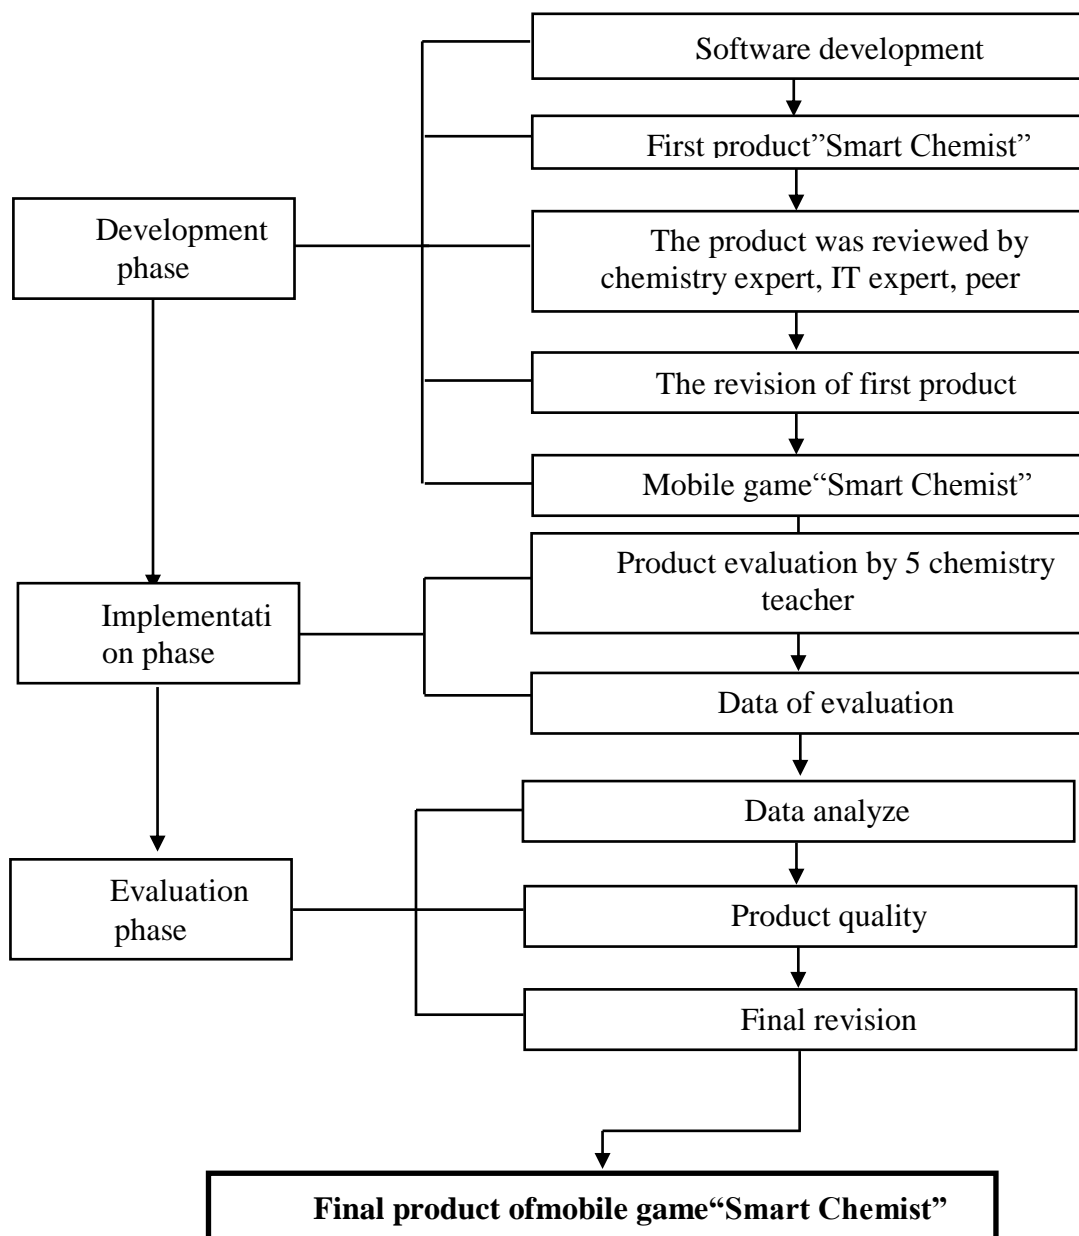 Software development
First product”Smart Chemist”
Development
phase
The product was reviewed by
chemistry expert, IT expert, peer
The revision of first product
Mobile game“Smart Chemist”
Product evaluation by 5 chemistry
teacher
Implementati
on phase
Data of evaluation
Data analyze
Evaluation
phase
Product quality
Final revision
Final product ofmobile game“Smart Chemist”